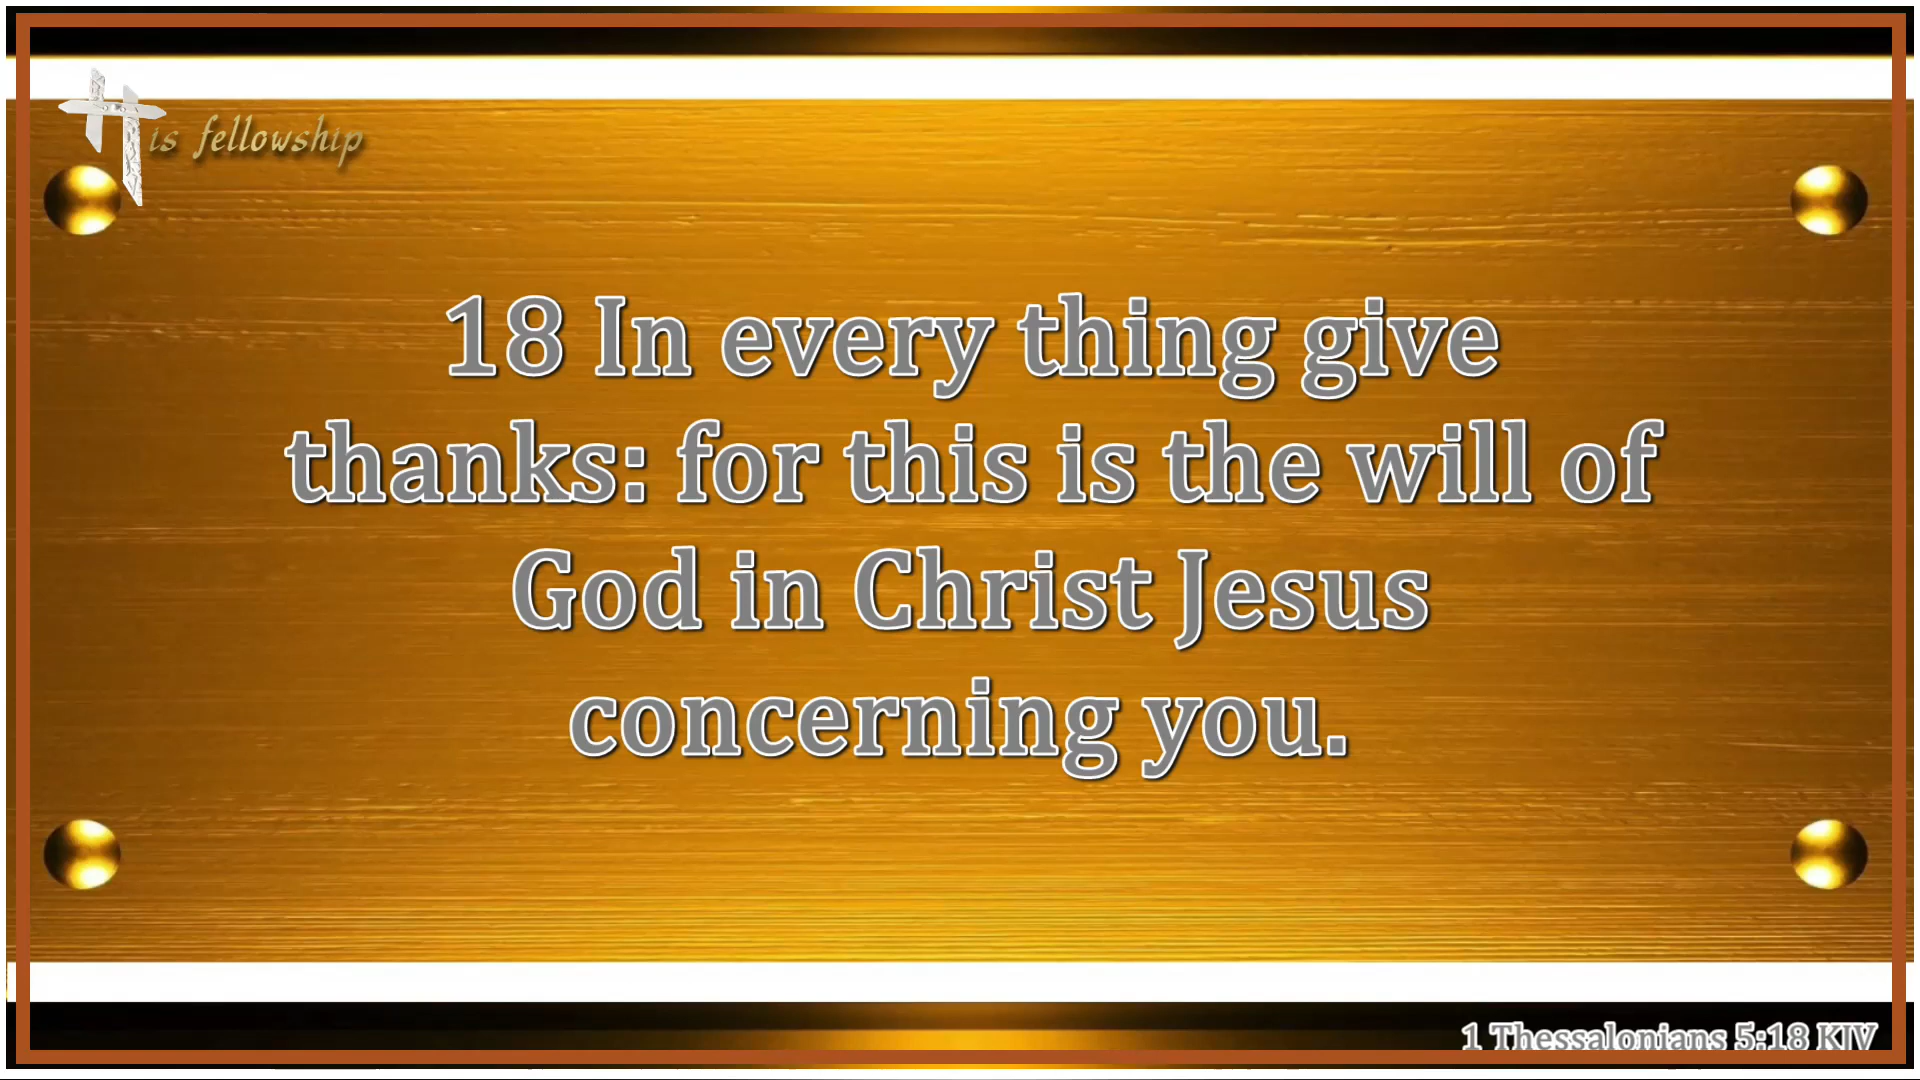 His fellowship
18 In every thing give
thanks: for this is the will of
God in Christ Jesus
concerning you.
1 Thessalonians 5:18 KJV